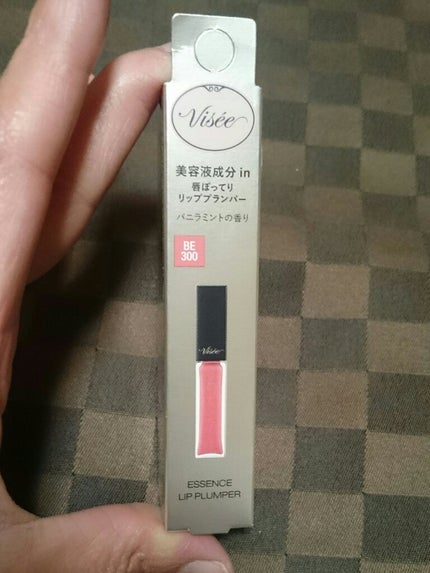 Visée
美容液成分 in
唇ぽってり
リッププランパー
バニラミントの香り
BE
300
Visée
ESSENCE
LIP PLUMPER